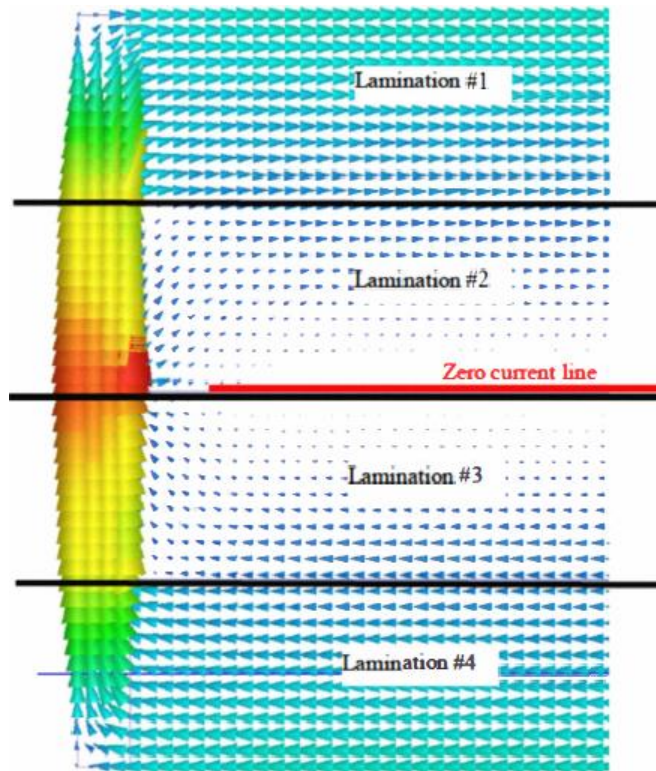 Lamination #1
Lamination #2
Zero current line
Lamination #3
Lamination #4